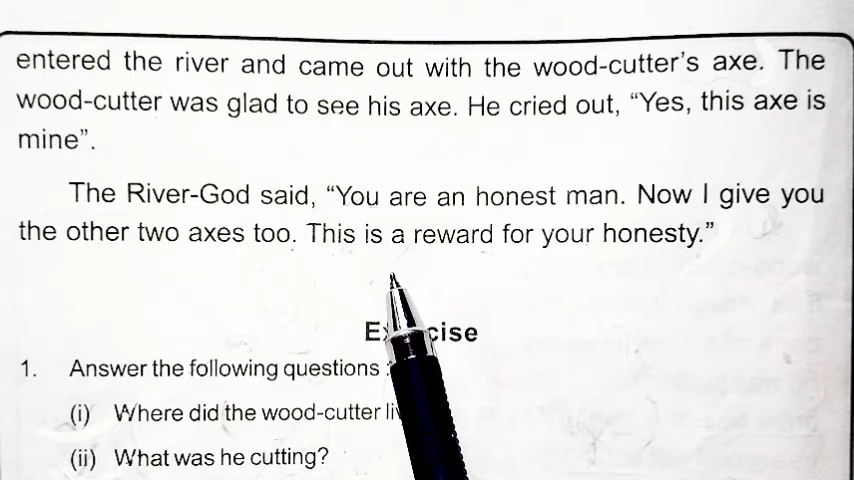 entered the river and came out with the wood-cutter's axe. The
wood-cutter was glad to see his axe. He cried out, “Yes, this axe is
mine”.
The River-God said, “You are an honest man. Now I give you
the other two axes too. This is a reward for your honesty.”
1. Answer the following questions :
(i) Where did the wood-cutter
(ii) What was he cutting?